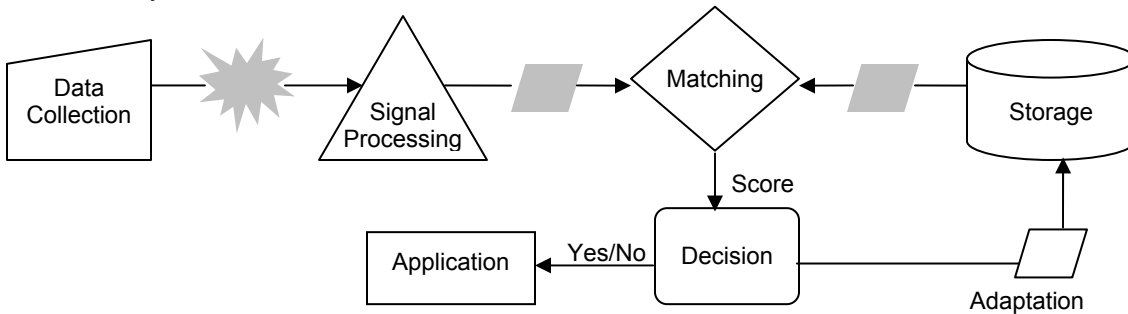 Data
Collection
Signal
Processing
Matching
Storage
Score
Application
Yes/No
Decision
Adaptation